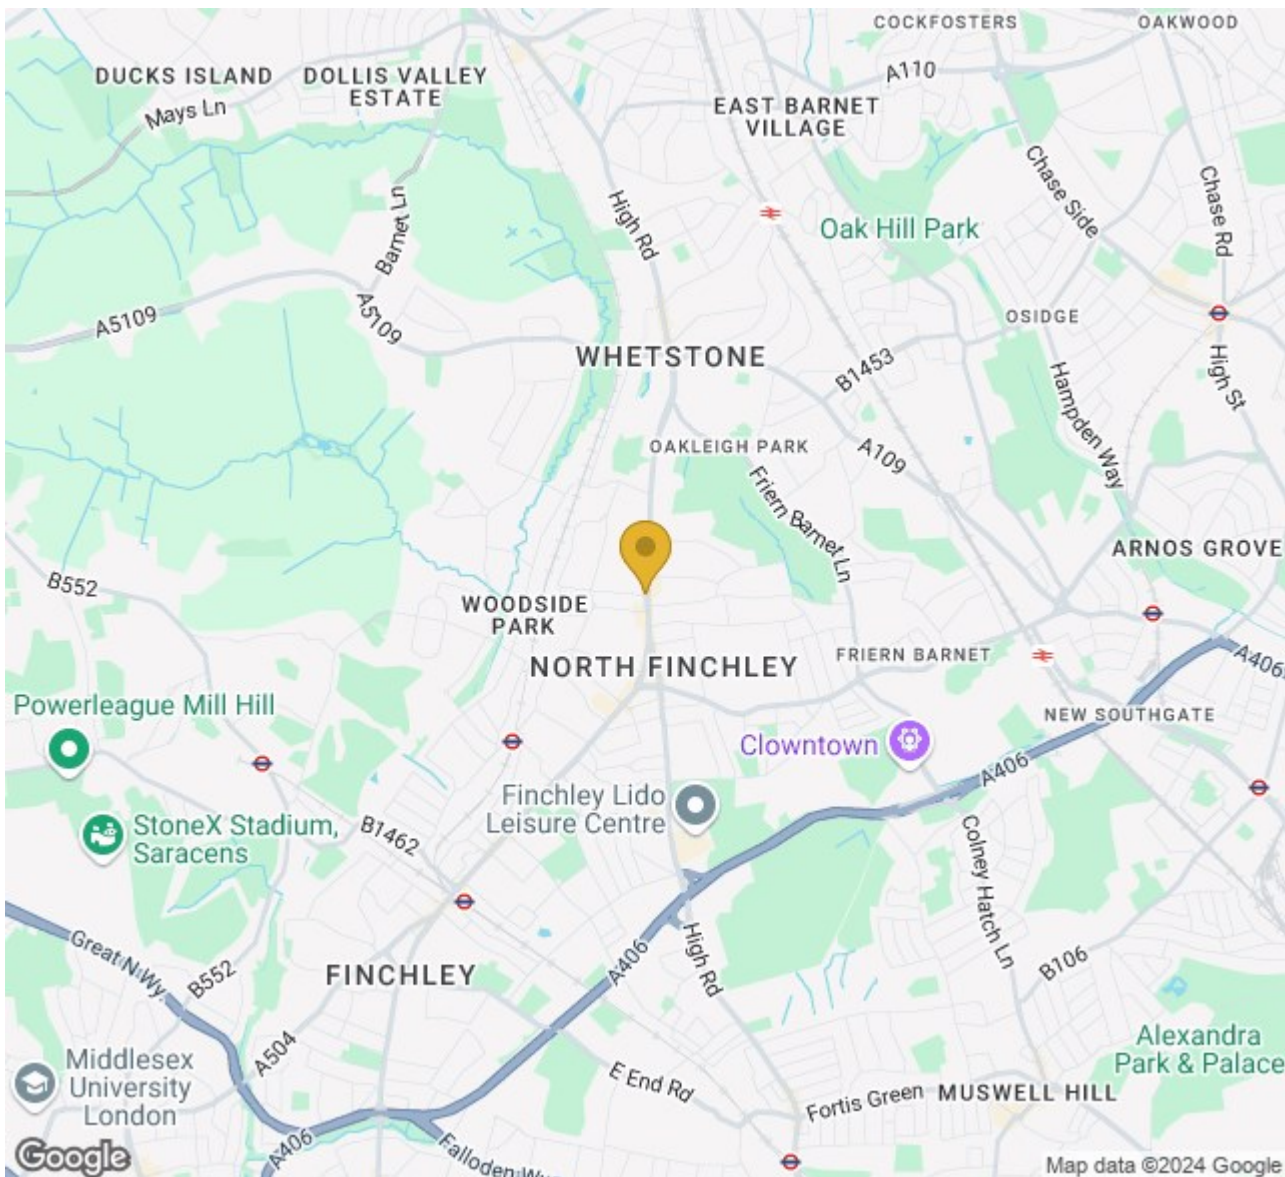 COCKFOSTERS
OAKWOOD
DUCKS ISLAND
DOLLIS VALLEY
ESTATE
A110
Mays Ln
EAST BARNET
VILLAGE
Chase Side
Chase Rd
Barnet Ln
High Rd
Oak Hill Park
A5109
A5109
OSIDGE
WHETSTONE
B1453
High St
Hampden Way
OAKLEIGH PARK
A109
Friern Barnet Ln
ARNOS GROVE
B552
WOODSIDE
PARK
NORTH FINCHLEY
FRIERN BARNET
A406
Powerleague Mill Hill
NEW SOUTHGATE
Clowntown
A406
Finchley Lido
Leisure Centre
StoneX Stadium,
Saracens
B1462
Colney Hatch Ln
Great N Wy.
B552
FINCHLEY
A406
High Rd
B106
A504
Alexandra
Park & Palace
Middlesex
University
London
E End Rd
Fortis Green
MUSWELL HILL
A406
Falloden Wy
Google
Map data ©2024 Google